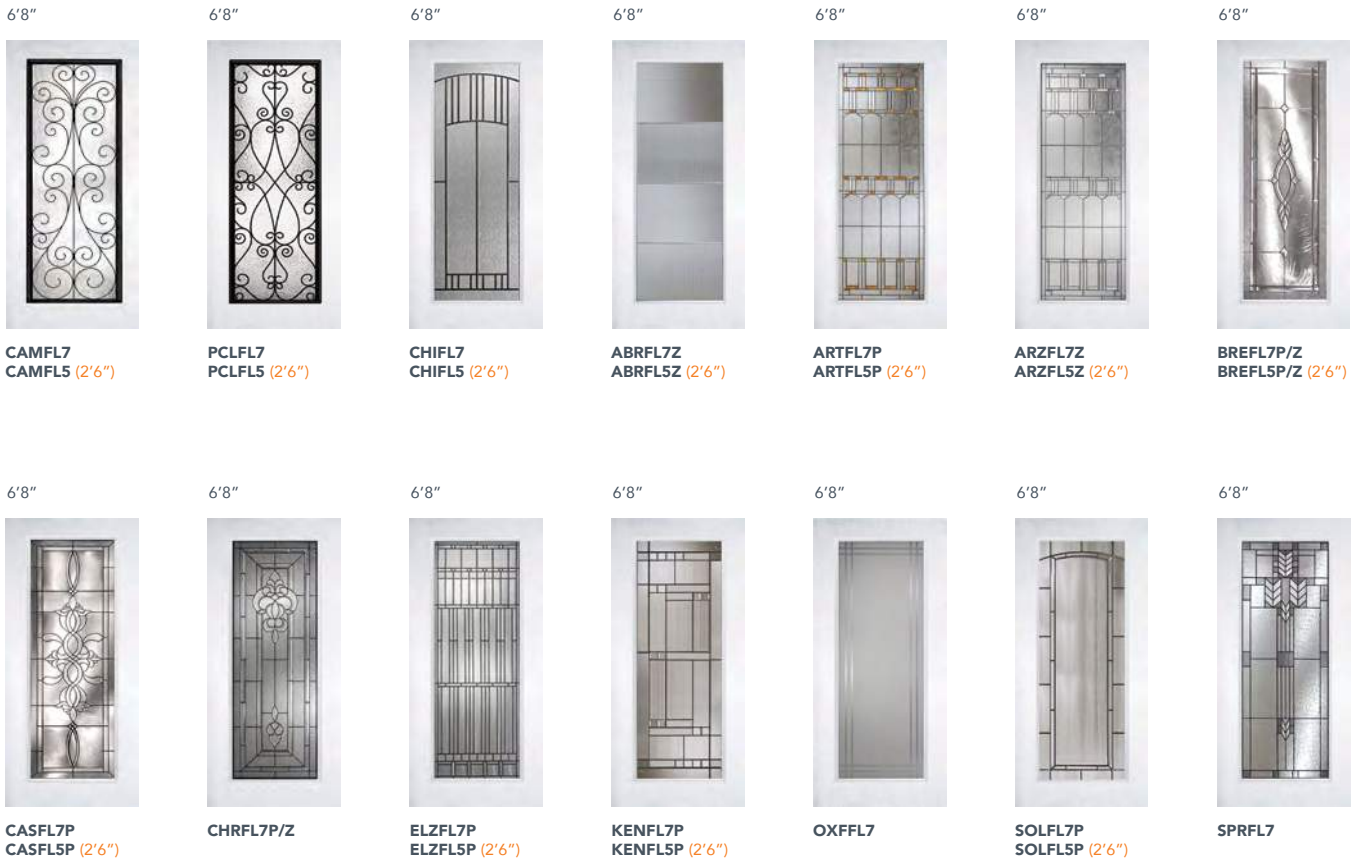 6’8”
6’8”
6’8”
6’8”
6’8”
6’8”
6’8”
CAMFL7
CAMFL5 (2’6”)
PCLFL7
PCLFL5 (2’6”)
CHIFL7
CHIFL5 (2’6”)
ABRFL7Z
ABRFL5Z (2’6”)
ARTFL7P
ARTFL5P (2’6”)
ARZFL7Z
ARZFL5Z (2’6”)
BREFL7P/Z
BREFL5P/Z (2’6”)
6’8”
6’8”
6’8”
6’8”
6’8”
6’8”
6’8”
CASFL7P
CASFL5P (2’6”)
CHRFL7P/Z
ELZFL7P
ELZFL5P (2’6”)
KENFL7P
KENFL5P (2’6”)
OXFFL7
SOLFL7P
SOLFL5P (2’6”)
SPRFL7